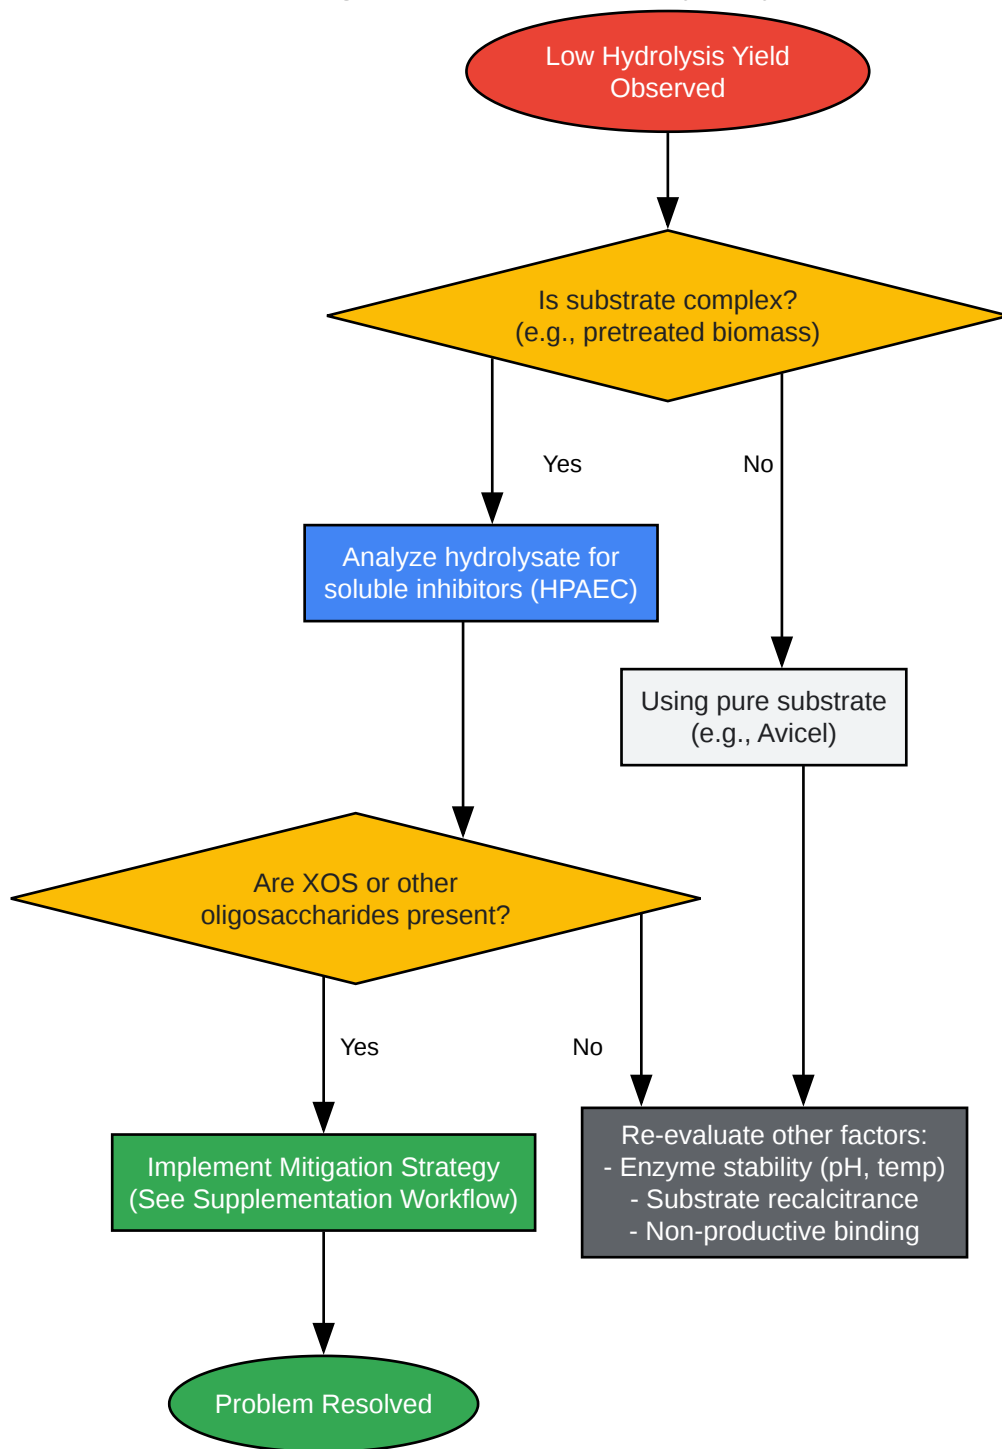 Low Hydrolysis Yield
Observed
Is substrate complex?
(e.g., pretreated biomass)
Yes
No
Analyze hydrolysate for
soluble inhibitors (HPAEC)
Using pure substrate
(e.g., Avicel)
Are XOS or other
oligosaccharides present?
Yes
No
Re-evaluate other factors:
- Enzyme stability (pH, temp)
- Substrate recalcitrance
- Non-productive binding
Implement Mitigation Strategy
(See Supplementation Workflow)
Problem Resolved